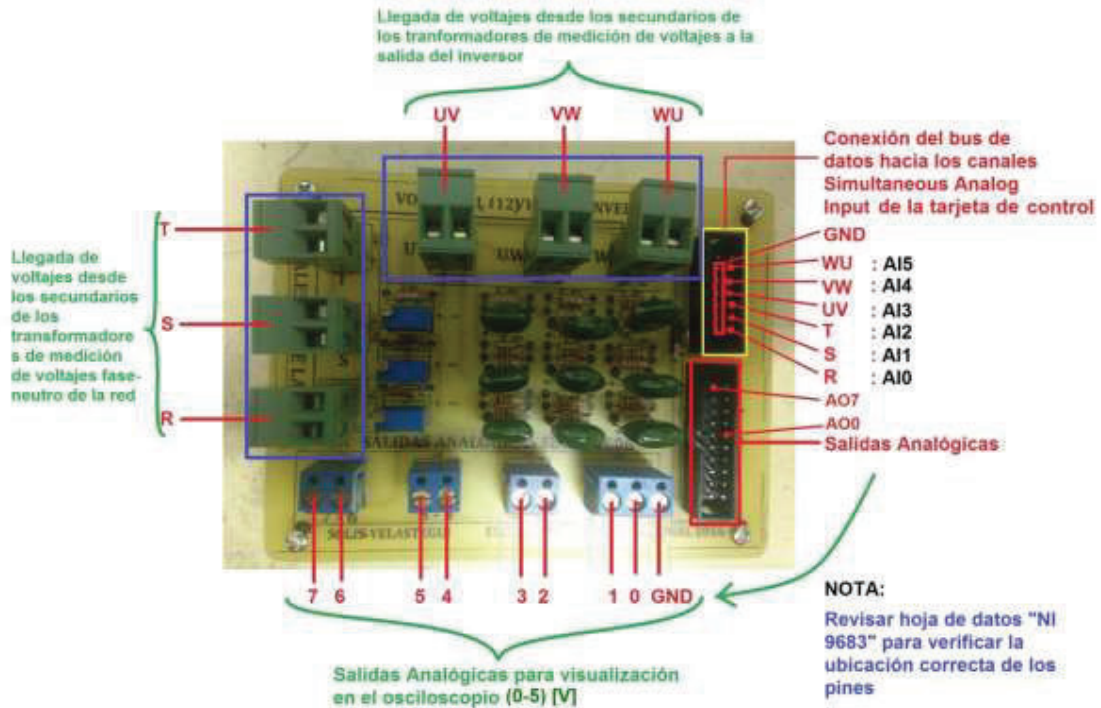 Llegada de voltajes desde los secundarios de
los tranformadores de medición de voltajes a la
salida del inversor
UV VW WU
Conexión del bus de
datos hacia los canales
Simultaneous Analog
Input de la tarjeta de control
GND
WU : AI5
VW : AI4
UV : AI3
T : AI2
S : AI1
R : AI0
AO7
AO0
Salidas Analógicas
T
S
R
Llegada de
voltajes desde
los secundarios
de los
transformadore
s de medición
de voltajes fase-
neutro de la red
SALIDAS
SOLIS-VELASTEGUI
7 6 5 4 3 2 1 0 GND
Salidas Analógicas para visualización
en el osciloscopio (0-5) [V]
NOTA:
Revisar hoja de datos "NI
9683" para verificar la
ubicación correcta de los
pines